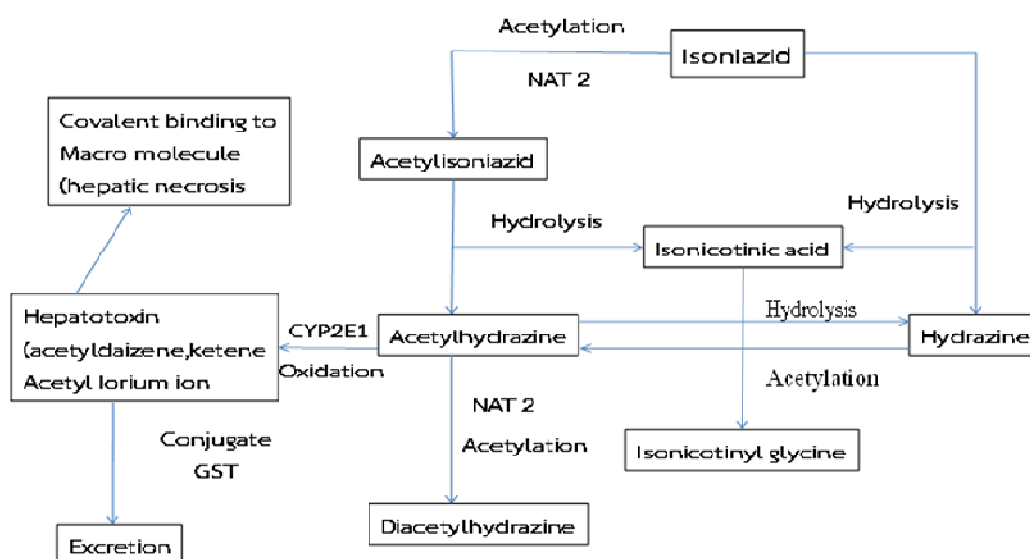 Acetylation
Isoniazid
NAT 2
Covalent binding to
Macro molecule
(hepatic necrosis
Acetylisoniazid
Hydrolysis
Hydrolysis
Isonicotinic acid
Hepatotoxin
(acetyldaizene,ketene
Acetyl lorium ion
CYP2E1
Oxidation
Acetylhydrazine
Hydrolysis
Hydrazine
Acetylation
NAT 2
Acetylation
Isonicotinyl glycine
Conjugate
GST
Diacetylhydrazine
Excretion